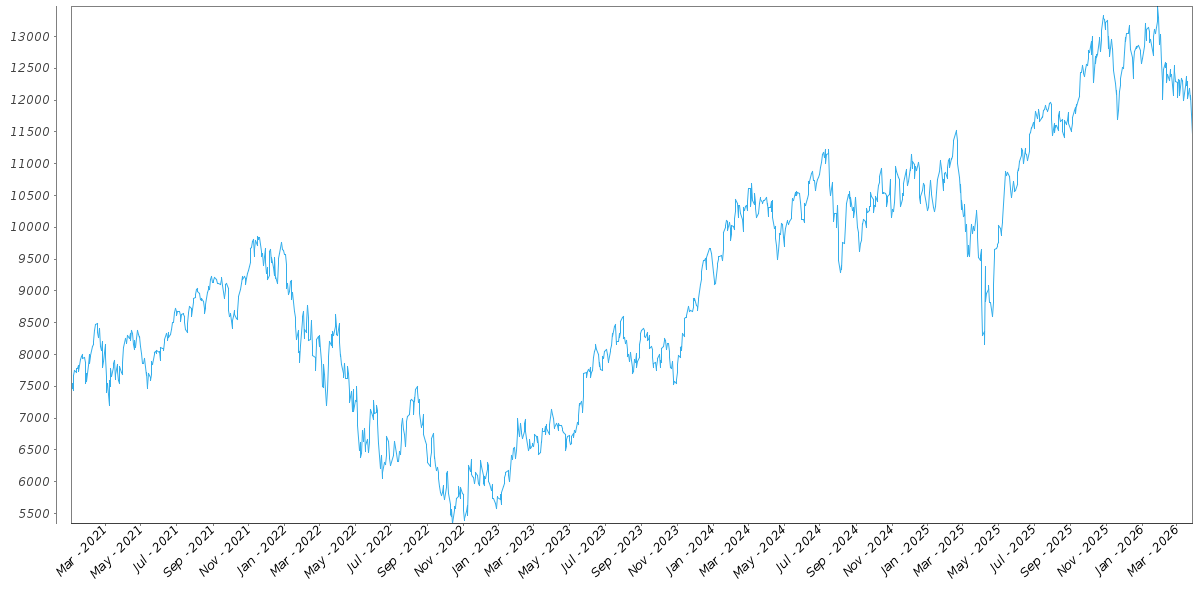 13000
12500
12000
11500
11000
10500
10000
9500
9000
8500
8000
7500
7000
6500
6000
5500
Mar - 2021
May - 2021
Jul - 2021
Sep - 2021
Nov - 2021
Jan - 2022
Mar - 2022
May - 2022
Jul - 2022
Sep - 2022
Nov - 2022
Jan - 2023
Mar - 2023
May - 2023
Jul - 2023
Sep - 2023
Nov - 2023
Jan - 2024
Mar - 2024
May - 2024
Jul - 2024
Sep - 2024
Nov - 2024
Jan - 2025
Mar - 2025
May - 2025
Jul - 2025
Sep - 2025
Nov - 2025
Jan - 2026
Mar - 2026